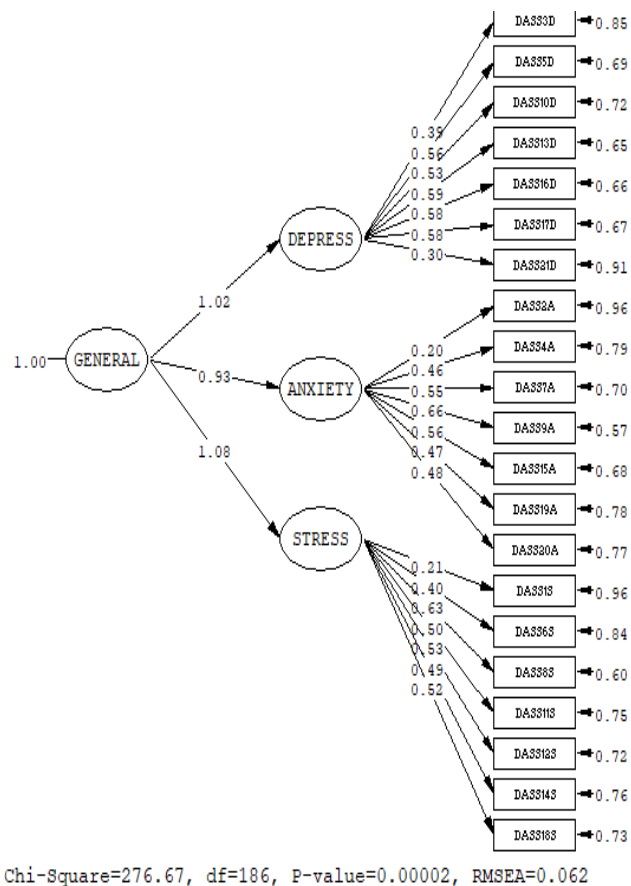 DASS3D 0.85
DASS5D 0.69
DASS10D 0.72
0.39
DASS13D 0.65
0.56
0.53
DASS16D 0.66
0.59
0.58
DASS17D 0.67
0.58
DEPRESS
0.30
DASS21D 0.91
1.02
DASS2A 0.96
0.20
DASS4A 0.79
1.00 GENERAL
0.46
0.93
ANXIETY
0.55
DASS7A 0.70
0.66
DASS9A 0.57
0.56
0.47
1.08
DASS15A 0.68
0.48
DASS19A 0.78
STRESS
DASS20A 0.77
0.21
DASS1S 0.96
0.40
0.63
DASS6S 0.84
0.50
0.53
DASS8S 0.60
0.49
0.52
DASS11S 0.75
DASS12S 0.72
DASS14S 0.76
DASS18S 0.73
Chi-Square=276.67, df=186, P-value=0.00002, RMSEA=0.062